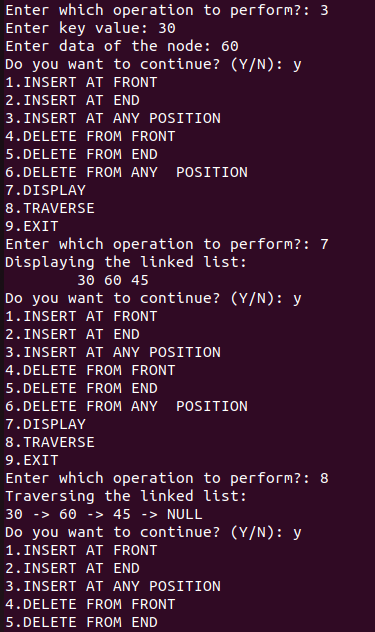 Enter which operation to perform?: 3
Enter key value: 30
Enter data of the node: 60
Do you want to continue? (Y/N): y
1.INSERT AT FRONT
2.INSERT AT END
3.INSERT AT ANY POSITION
4.DELETE FROM FRONT
5.DELETE FROM END
6.DELETE FROM ANY  POSITION
7.DISPLAY
8.TRAVERSE
9.EXIT
Enter which operation to perform?: 7
Displaying the linked list:
        30 60 45
Do you want to continue? (Y/N): y
1.INSERT AT FRONT
2.INSERT AT END
3.INSERT AT ANY POSITION
4.DELETE FROM FRONT
5.DELETE FROM END
6.DELETE FROM ANY  POSITION
7.DISPLAY
8.TRAVERSE
9.EXIT
Enter which operation to perform?: 8
Traversing the linked list:
30 -> 60 -> 45 -> NULL
Do you want to continue? (Y/N): y
1.INSERT AT FRONT
2.INSERT AT END
3.INSERT AT ANY POSITION
4.DELETE FROM FRONT
5.DELETE FROM END